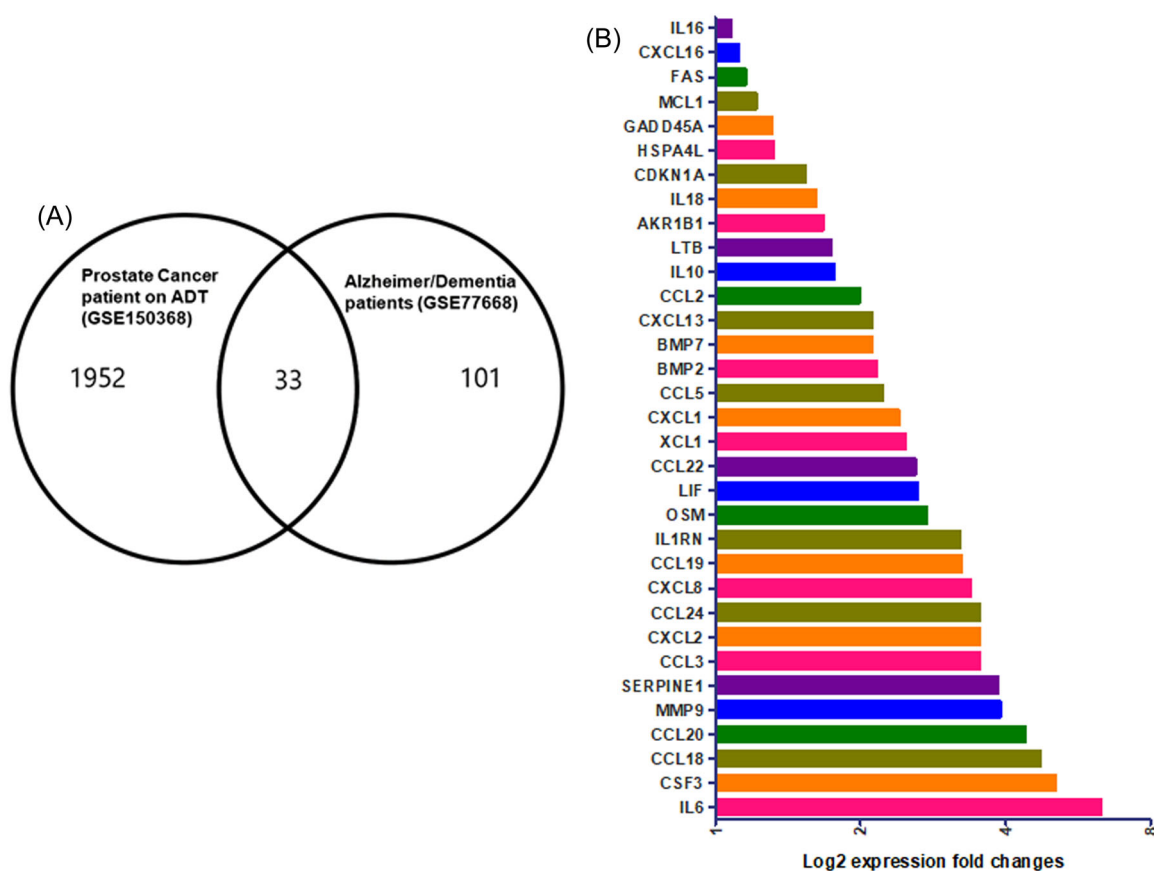 (A)
Prostate Cancer
patient on ADT
(GSE150368)
Alzheimer/Dementia
patients (GSE77668)
1952
33
101
(B)
IL16
CXCL16
FAS
MCL1
GADD45A
HSPA4L
CDKN1A
IL18
AKR1B1
LTB
IL10
CCL2
CXCL13
BMP7
BMP2
CCL5
CXCL1
XCL1
CCL22
LIF
OSM
IL1RN
CCL19
CXCL8
CCL24
CXCL2
CCL3
SERPINE1
MMP9
CCL20
CCL18
CSF3
IL6
1
2
4
8
Log2 expression fold changes